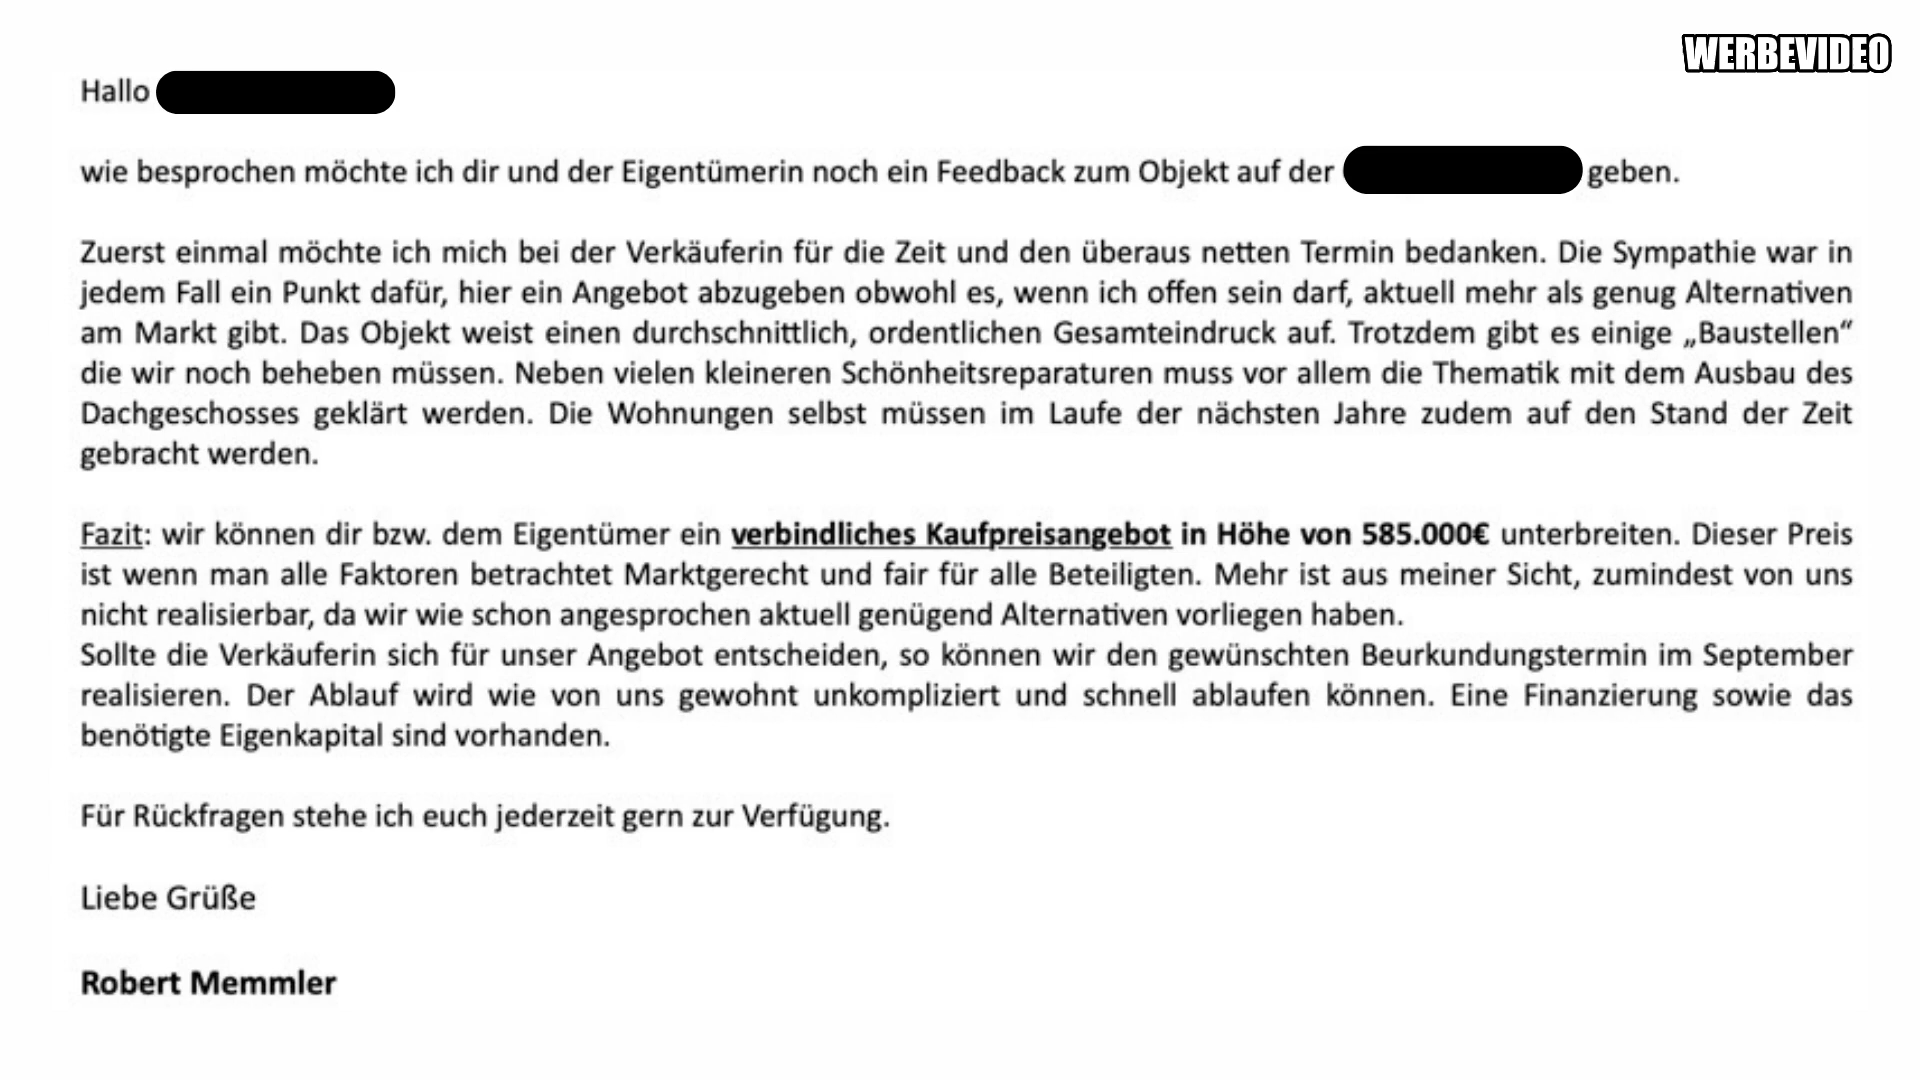 WERBEVIDEO
Hallo
wie besprochen möchte ich dir und der Eigentümerin noch ein Feedback zum Objekt auf der geben.
Zuerst einmal möchte ich mich bei der Verkäuferin für die Zeit und den überaus netten Termin bedanken. Die Sympathie war in
jedem Fall ein Punkt dafür, hier ein Angebot abzugeben obwohl es, wenn ich offen sein darf, aktuell mehr als genug Alternativen
am Markt gibt. Das Objekt weist einen durchschnittlich, ordentlichen Gesamteindruck auf. Trotzdem gibt es einige „Baustellen“
die wir noch beheben müssen. Neben vielen kleineren Schönheitsreparaturen muss vor allem die Thematik mit dem Ausbau des
Dachgeschosses geklärt werden. Die Wohnungen selbst müssen im Laufe der nächsten Jahre zudem auf den Stand der Zeit
gebracht werden.
Fazit: wir können dir bzw. dem Eigentümer ein verbindliches Kaufpreisangebot in Höhe von 585.000€ unterbreiten. Dieser Preis
ist wenn man alle Faktoren betrachtet Marktgerecht und fair für alle Beteiligten. Mehr ist aus meiner Sicht, zumindest von uns
nicht realisierbar, da wir wie schon angesprochen aktuell genügend Alternativen vorliegen haben.
Sollte die Verkäuferin sich für unser Angebot entscheiden, so können wir den gewünschten Beurkundungstermin im September
realisieren. Der Ablauf wird wie von uns gewohnt unkompliziert und schnell ablaufen können. Eine Finanzierung sowie das
benötigte Eigenkapital sind vorhanden.
Für Rückfragen stehe ich euch jederzeit gern zur Verfügung.
Liebe Grüße
Robert Memmler